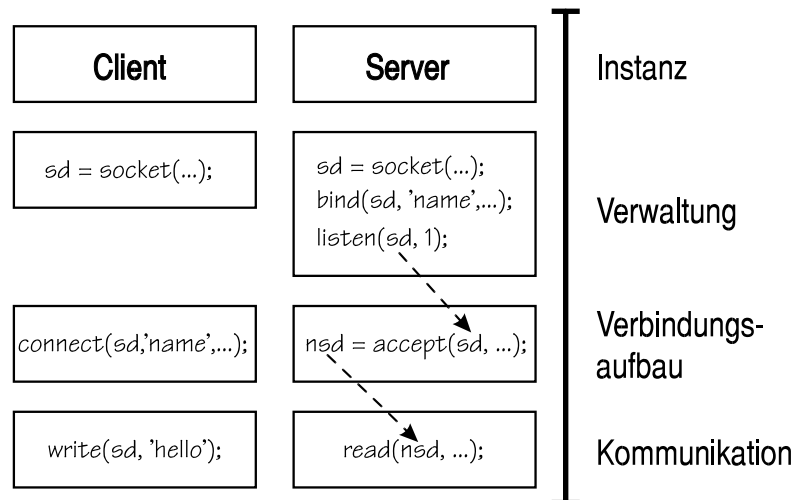 Client
Server
Instanz
sd = socket(...);
sd = socket(...);
bind(sd, 'name',...);
listen(sd, 1);
Verwaltung
connect(sd,'name',...);
nsd = accept(sd, ...);
Verbindungs-
aufbau
write(sd, 'hello');
read(nsd, ...);
Kommunikation